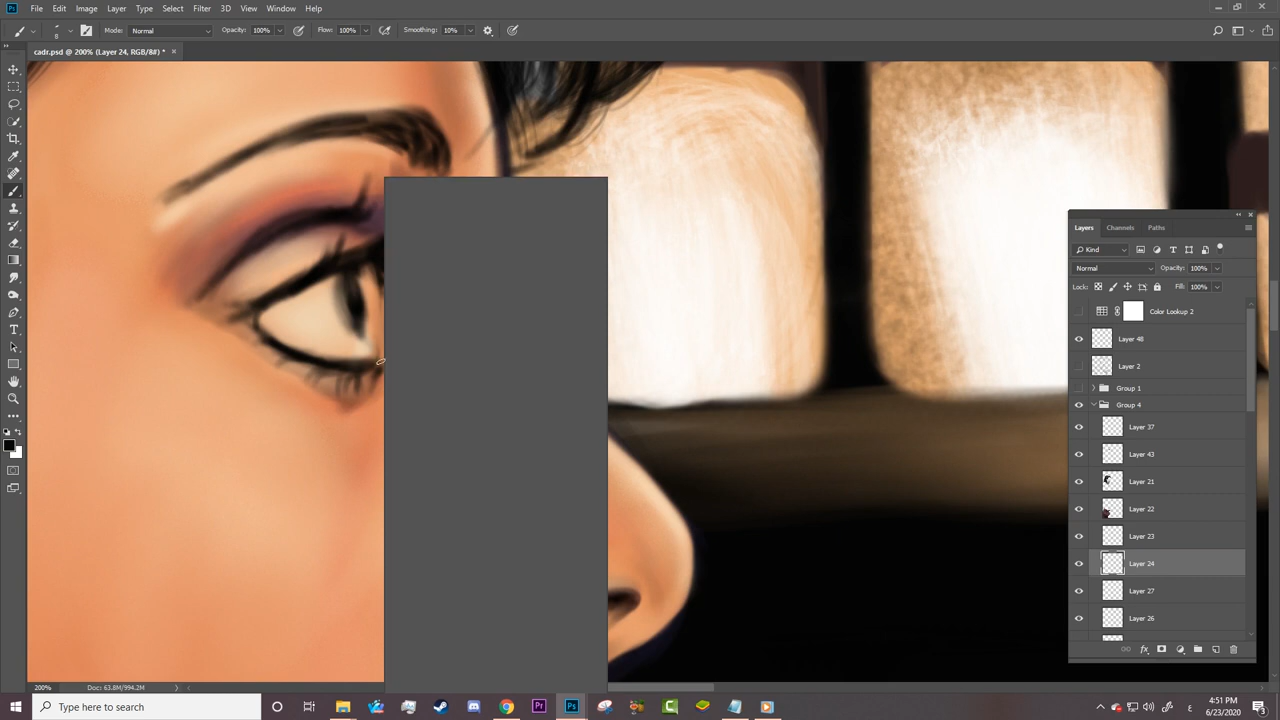 Ps File Edit Image Layer Type Select Filter 3D View Window Help
8 Mode: Normal Opacity: 100% Flow: 100% Smoothing: 10%
cadr.psd @ 200% (Layer 24, RGB/8#) * ×
Layers Channels Paths
Kind
Normal Opacity: 100%
Lock: Fill: 100%
Color Lookup 2
Layer 48
Layer 2
Group 1
Group 4
Layer 37
Layer 43
Layer 21
Layer 22
Layer 23
Layer 24
Layer 27
Layer 26
200% Doc: 63.8M/994.2M
Type here to search
Pr Ps
4:51 PM
6/23/2020